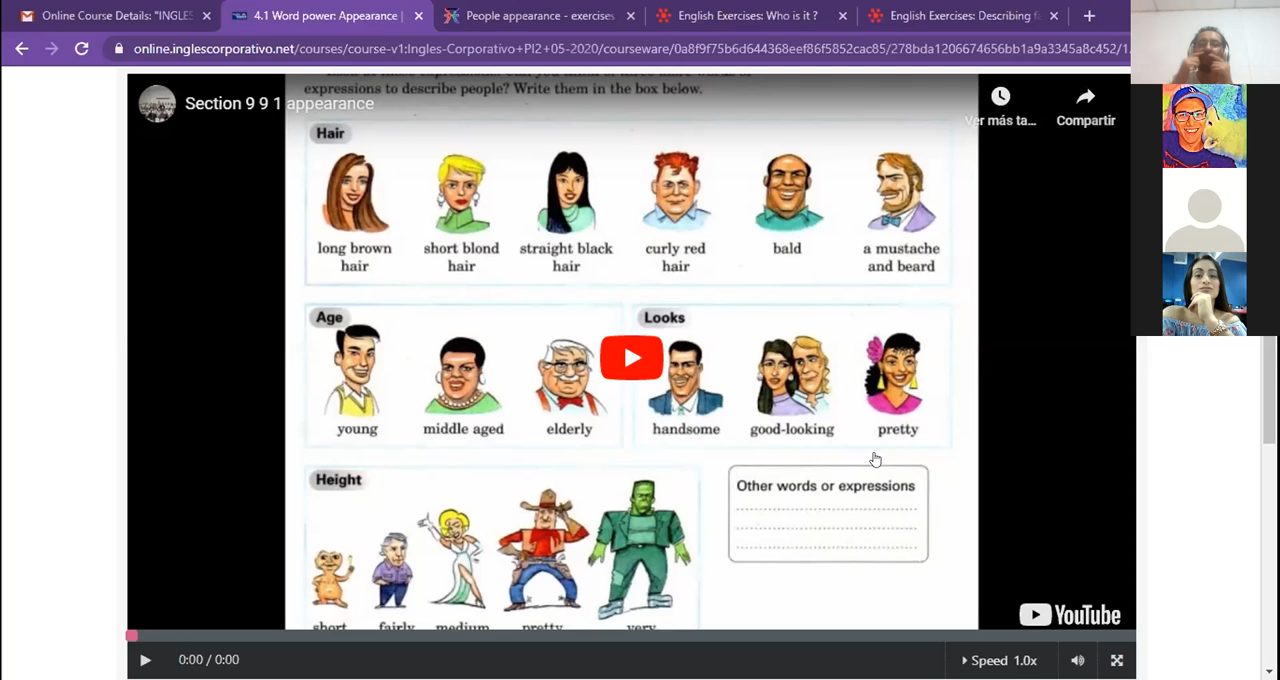 Online Course Details: "INGLES
4.1 Word power: Appearance |
People appearance - exercises
English Exercises: Who is it ?
English Exercises: Describing f
online.inglescorporativo.net/courses/course-v1:Ingles-Corporativo+PI2+05-2020/courseware/0a8f9f75b6d644368eef86f5852cac85/278bda1206674656bb1a9a3345a8c452/1
expressions to describe people? Write them in the box below.
Section 9 9 1 appearance
Ver más ta...
Compartir
Hair
long brown
hair
short blond
hair
straight black
hair
curly red
hair
bald
a mustache
and beard
Age
young
middle aged
elderly
Looks
handsome
good-looking
pretty
Height
short
fairly
medium
pretty
very
Other words or expressions
YouTube
0:00 / 0:00
Speed 1.0x